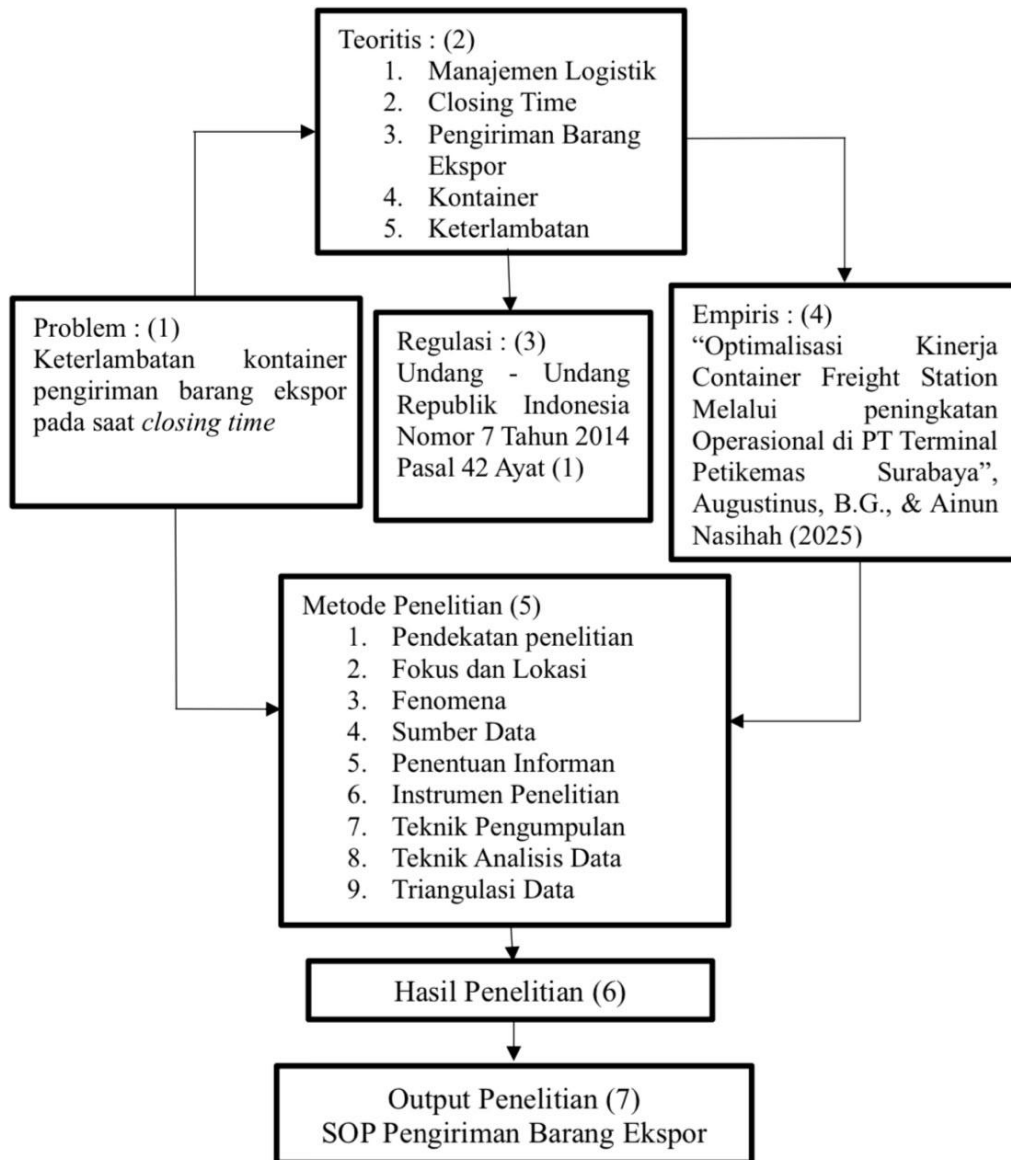 Teoritis : (2)
1. Manajemen Logistik
2. Closing Time
3. Pengiriman Barang
Ekspor
4. Kontainer
5. Keterlambatan
Problem : (1)
Keterlambatan kontainer
pengiriman barang ekspor
pada saat closing time
Regulasi : (3)
Undang - Undang
Republik Indonesia
Nomor 7 Tahun 2014
Pasal 42 Ayat (1)
Empiris : (4)
“Optimalisasi Kinerja
Container Freight Station
Melalui peningkatan
Operasional di PT Terminal
Petikemas Surabaya”,
Augustinus, B.G., & Ainun
Nasihah (2025)
Metode Penelitian (5)
1. Pendekatan penelitian
2. Fokus dan Lokasi
3. Fenomena
4. Sumber Data
5. Penentuan Informan
6. Instrumen Penelitian
7. Teknik Pengumpulan
8. Teknik Analisis Data
9. Triangulasi Data
Hasil Penelitian (6)
Output Penelitian (7)
SOP Pengiriman Barang Ekspor